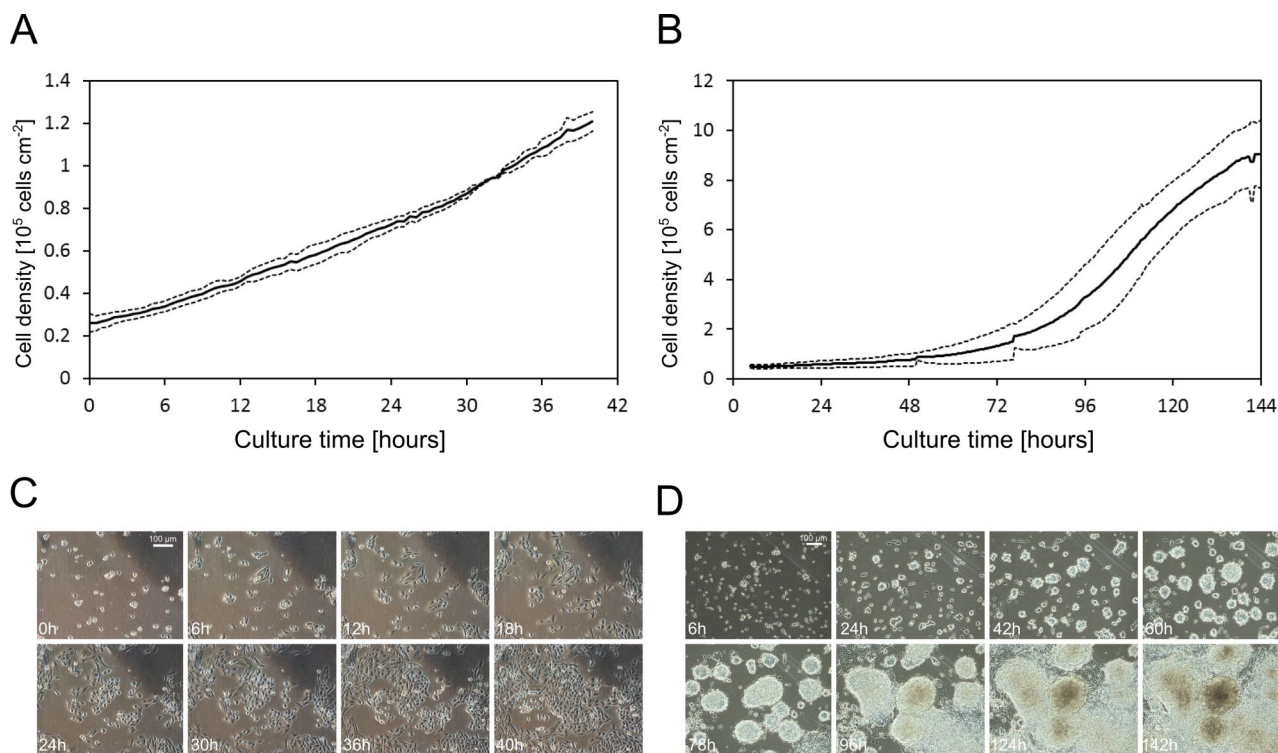 A
B
Cell density [10⁵ cells cm⁻²]
1.4
1.2
1
0.8
0.6
0.4
0.2
0
0 6 12 18 24 30 36 42
Culture time [hours]
Cell density [10⁵ cells cm⁻²]
12
10
8
6
4
2
0
0 24 48 72 96 120 144
Culture time [hours]
C
D
100 µm
0h 6h 12h 18h
24h 30h 36h 40h
100 µm
6h 24h 42h 60h
78h 96h 124h 142h